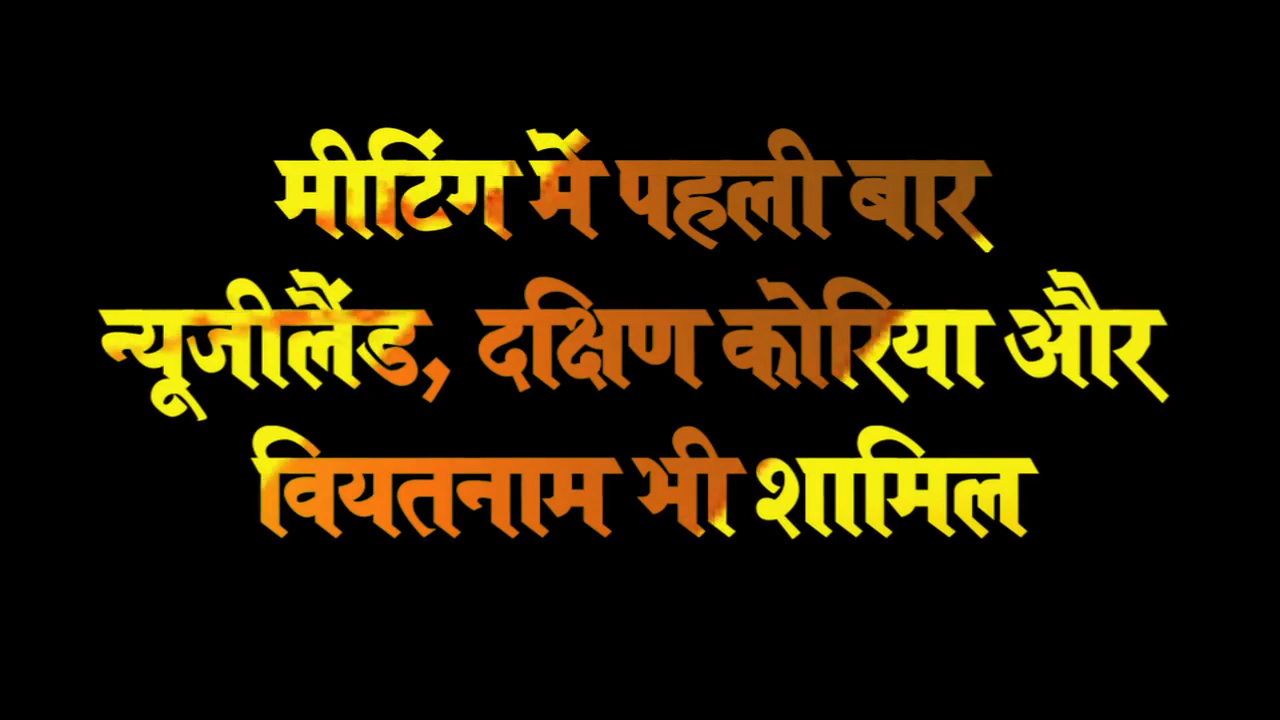 मीटिंग में पहली बार
न्यूजीलैंड, दक्षिण कोरिया और
वियतनाम भी शामिल